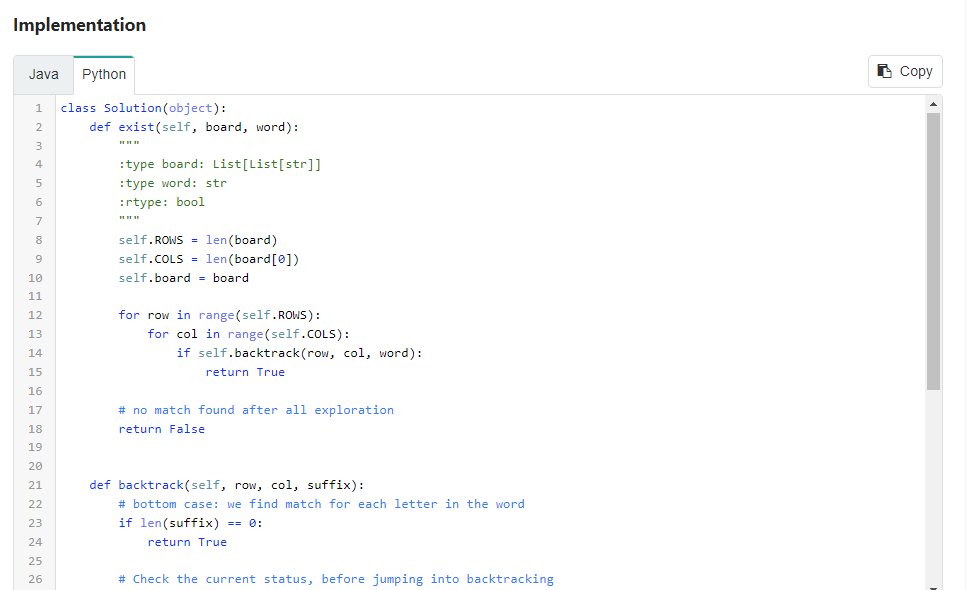 Implementation
Java
Python
Copy
1 class Solution(object):
2     def exist(self, board, word):
3         """
4         :type board: List[List[str]]
5         :type word: str
6         :rtype: bool
7         """
8         self.ROWS = len(board)
9         self.COLS = len(board[0])
10         self.board = board
11
12         for row in range(self.ROWS):
13             for col in range(self.COLS):
14                 if self.backtrack(row, col, word):
15                     return True
16
17         # no match found after all exploration
18         return False
19
20
21     def backtrack(self, row, col, suffix):
22         # bottom case: we find match for each letter in the word
23         if len(suffix) == 0:
24             return True
25
26         # Check the current status, before jumping into backtracking